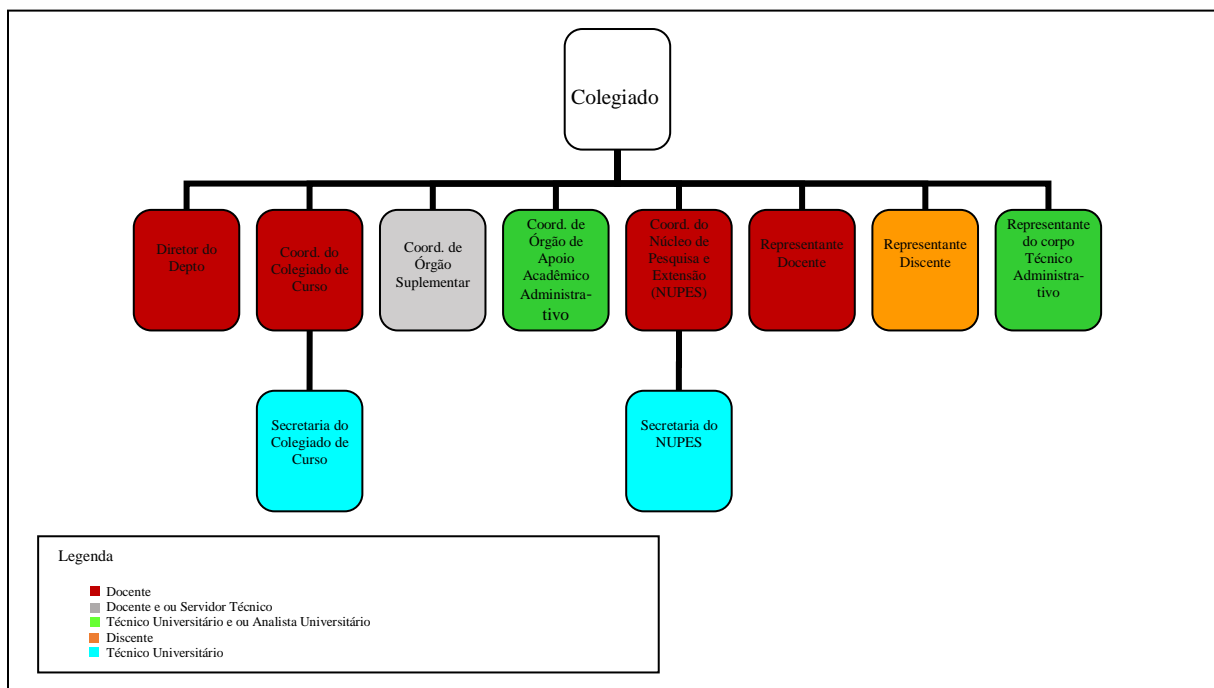 Colegiado
Diretor do
Depto
Coord. do
Colegiado de
Curso
Coord. de
Órgão
Suplementar
Coord. de
Órgão de
Apoio
Acadêmico
Administra-
tivo
Coord. do
Núcleo de
Pesquisa e
Extensão
(NUPES)
Representante
Docente
Representante
Discente
Representante
do corpo
Técnico
Administra-
tivo
Secretaria do
Colegiado de
Curso
Secretaria do
NUPES
Legenda
Docente
Docente e ou Servidor Técnico
Técnico Universitário e ou Analista Universitário
Discente
Técnico Universitário